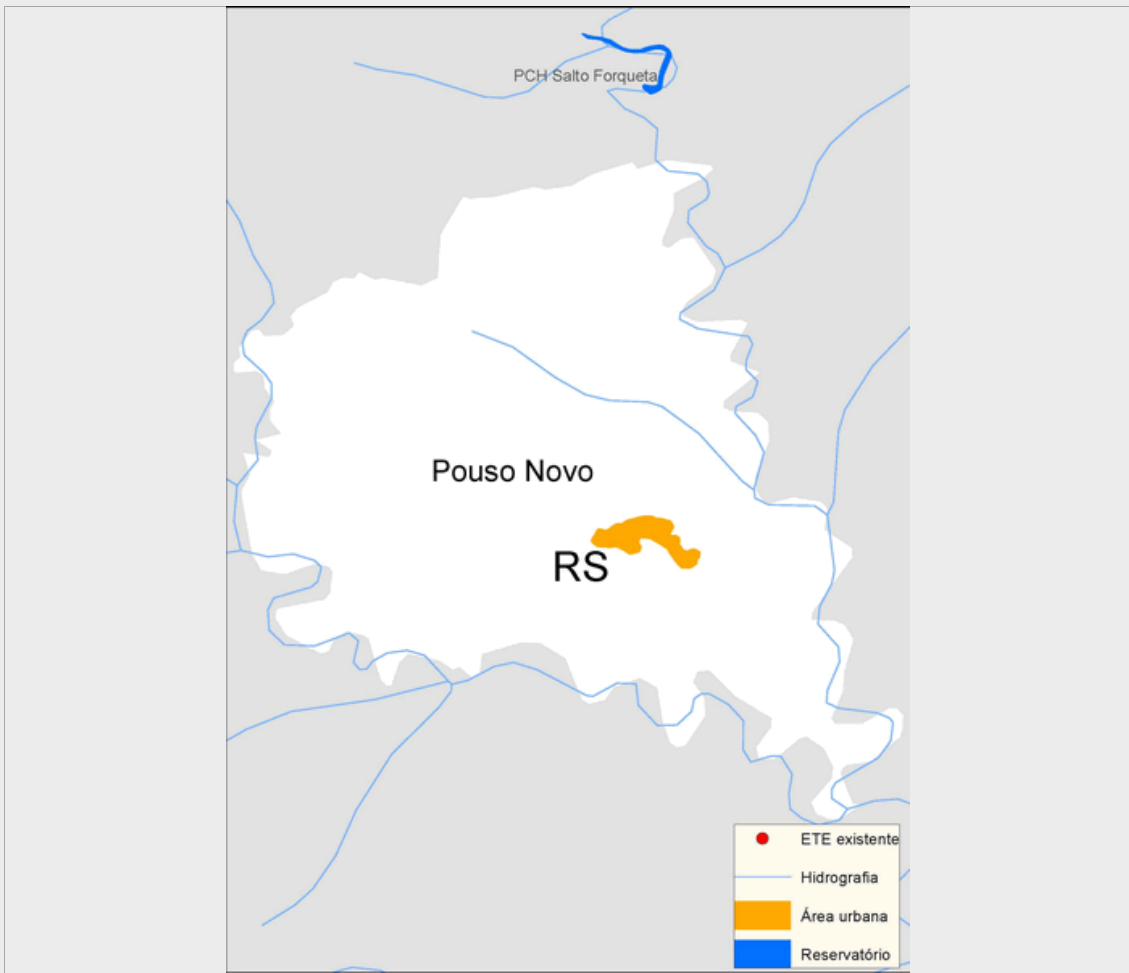 PCH Salto Forqueta
Pouso Novo
RS
ETE existente
Hidrografia
Área urbana
Reservatório